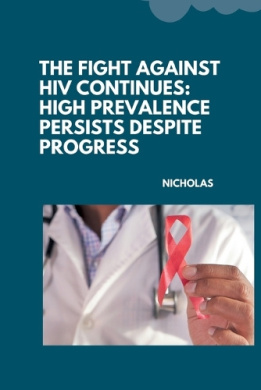 THE FIGHT AGAINST
HIV CONTINUES:
HIGH PREVALENCE
PERSISTS DESPITE
PROGRESS
NICHOLAS